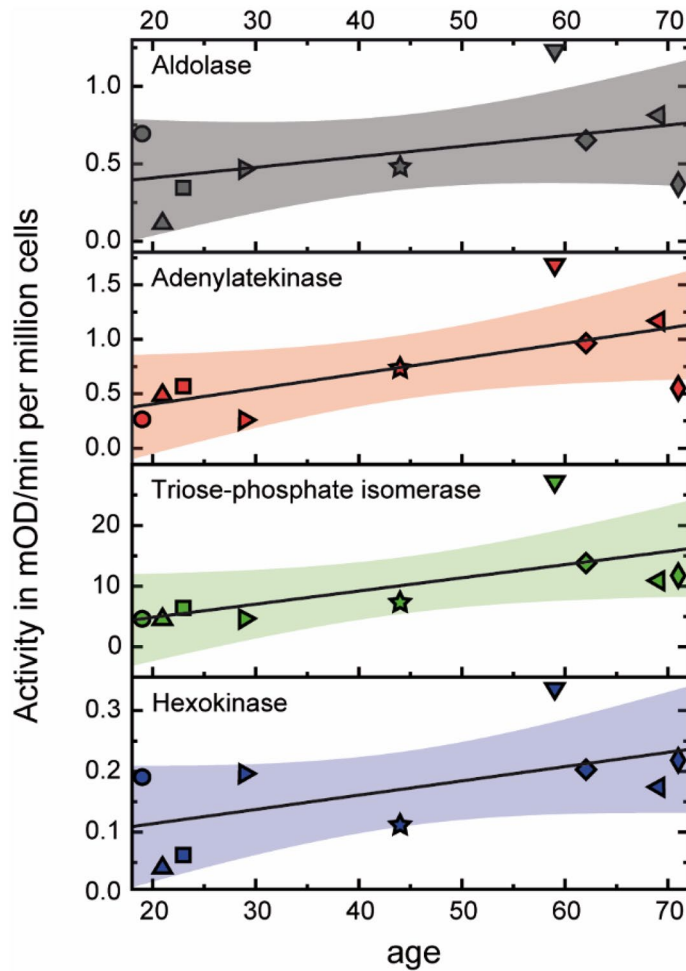 20 30 40 50 60 70
Activity in mOD/min per million cells
Aldolase
1.0
0.5
0.0
Adenylatekinase
1.5
1.0
0.5
0.0
Triose-phosphate isomerase
20
10
0
Hexokinase
0.3
0.2
0.1
0.0
20 30 40 50 60 70
age